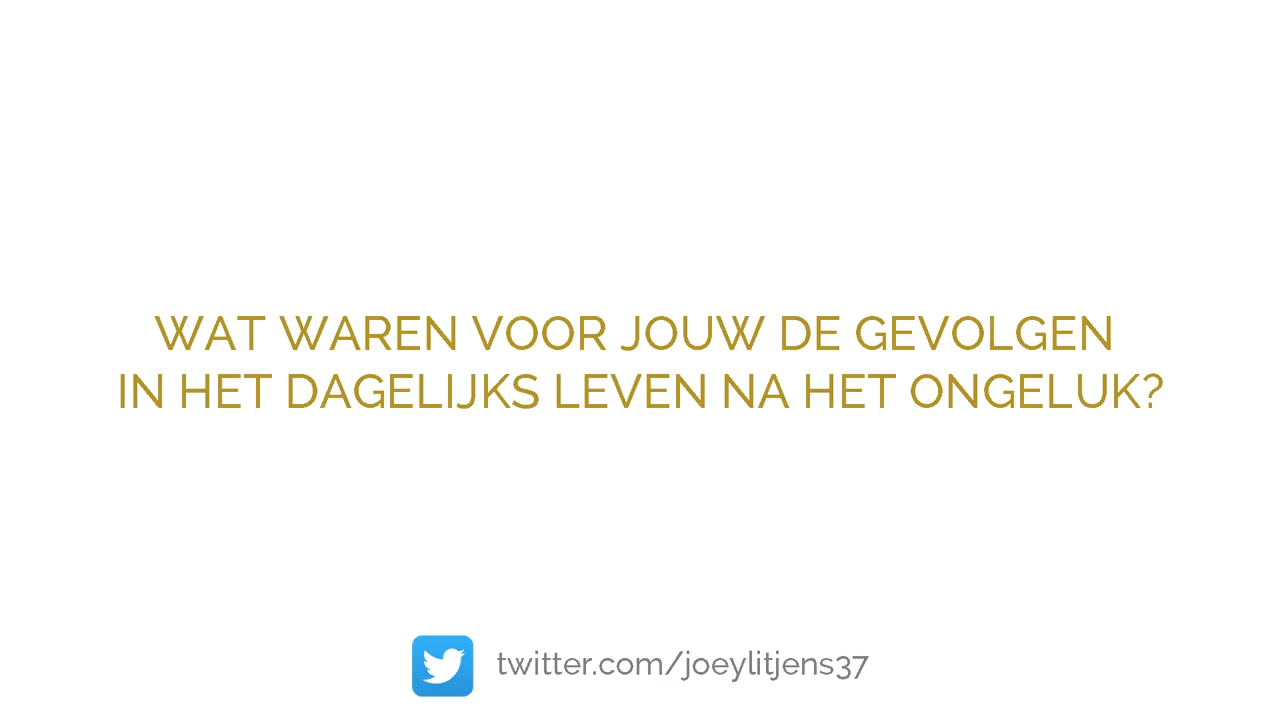 WAT WAREN VOOR JOUW DE GEVOLGEN
IN HET DAGELIJKS LEVEN NA HET ONGELUK?
twitter.com/joeylitjens37